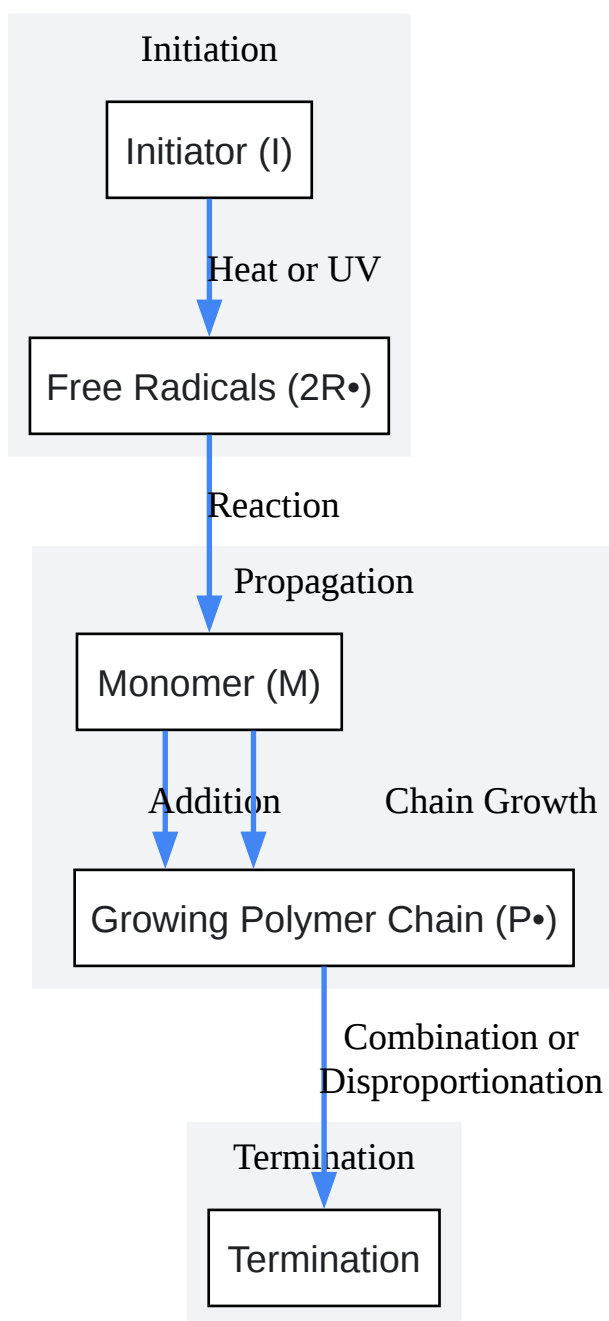 Initiation
Initiator (I)
Heat or UV
Free Radicals (2R•)
Reaction
Propagation
Monomer (M)
Addition
Chain Growth
Growing Polymer Chain (P•)
Combination or
Disproportionation
Termination
Termination